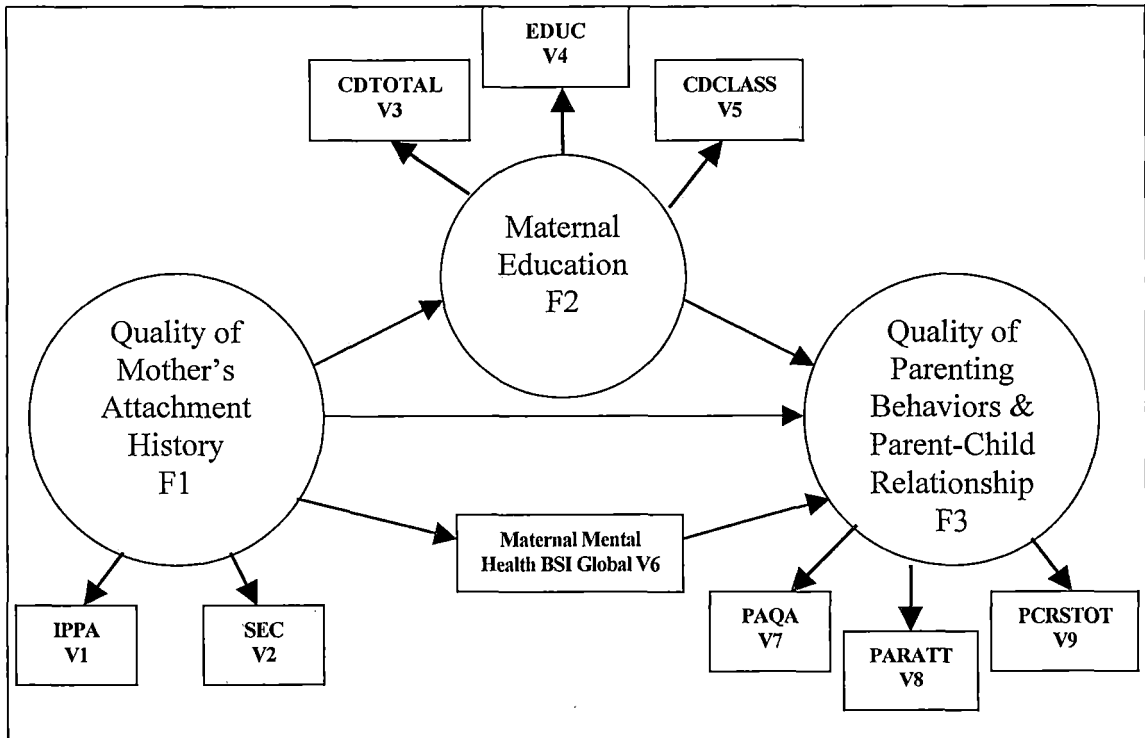 EDUC
V4
CDTOTAL
V3
CDCLASS
V5
Maternal
Education
F2
Quality of
Mother's
Attachment
History
F1
Quality of
Parenting
Behaviors &
Parent-Child
Relationship
F3
Maternal Mental
Health BSI Global V6
IPPA
V1
SEC
V2
PAQA
V7
PARATT
V8
PCRSTOT
V9